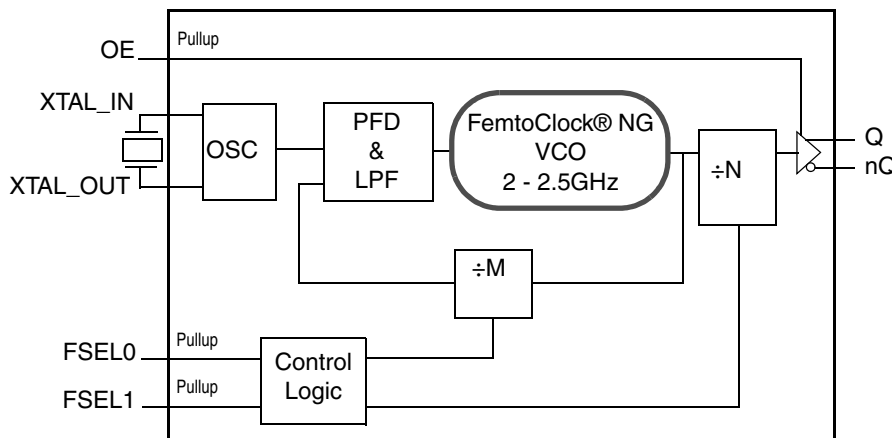 OE
Pullup
XTAL_IN
OSC
XTAL_OUT
PFD
&
LPF
FemtoClock® NG
VCO
2 - 2.5GHz
÷N
Q
nQ
÷M
FSEL0
Pullup
FSEL1
Pullup
Control
Logic